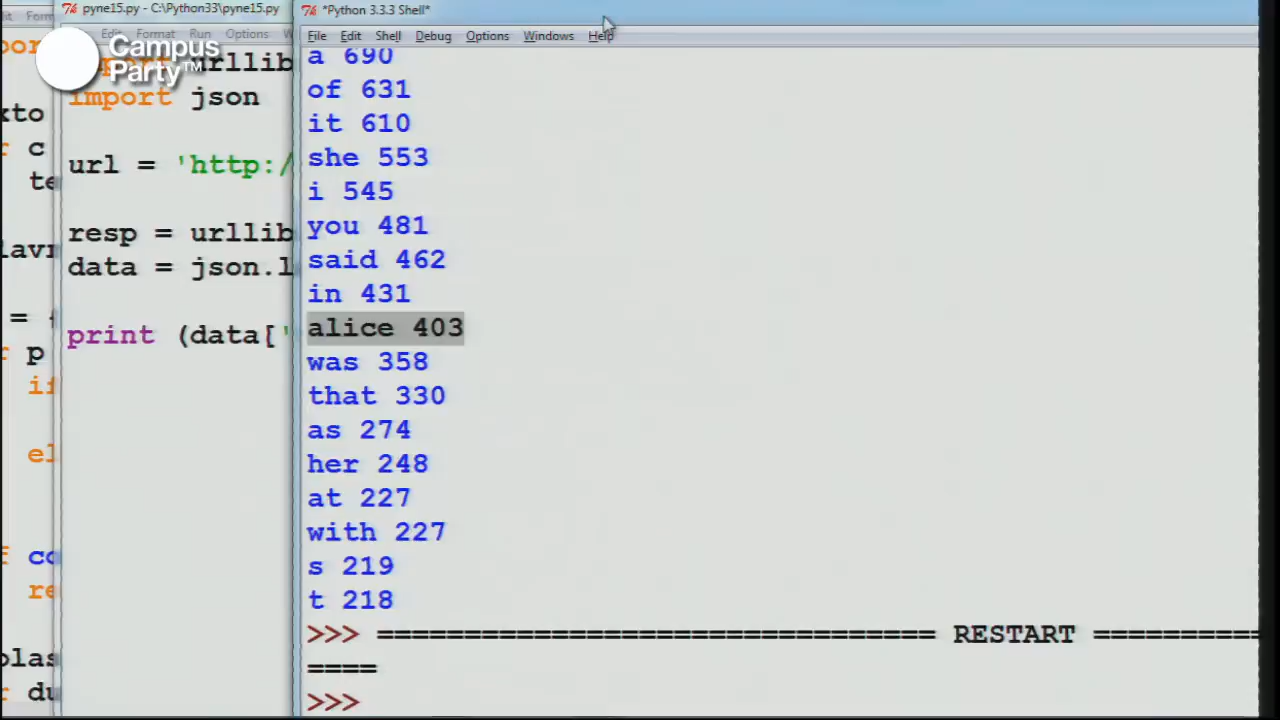 pyne15.py - C:\Python33\pyne15.py
*Python 3.3.3 Shell*
Edit Format Run Options
File Edit Shell Debug Options Windows Help
Campus
Party™
import urllib
import json
url = 'http:/
resp = urllib
data = json.l
print (data['
a 690
of 631
it 610
she 553
i 545
you 481
said 462
in 431
alice 403
was 358
that 330
as 274
her 248
at 227
with 227
s 219
t 218
>>> ================================ RESTART ==========
====
>>>